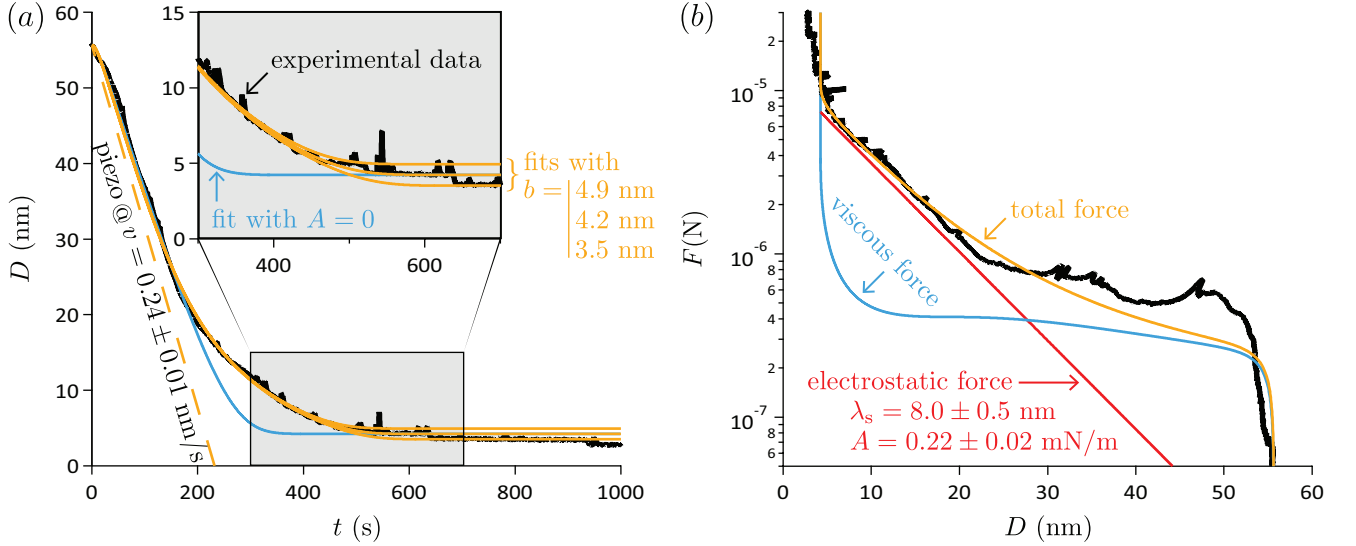 (a)
60
50
40
30
20
10
0
D (nm)
0
200
400
600
800
1000
t (s)
piezo @ v = 0.24 ± 0.01 nm/s
15
10
5
0
400
600
experimental data
fit with A = 0
fits with
b = 4.9 nm
4.2 nm
3.5 nm
(b)
F(N)
2
10⁻⁵
8
6
4
2
10⁻⁶
8
6
4
2
10⁻⁷
8
6
0
10
20
30
40
50
60
D (nm)
total force
viscous force
electrostatic force
λs = 8.0 ± 0.5 nm
A = 0.22 ± 0.02 mN/m